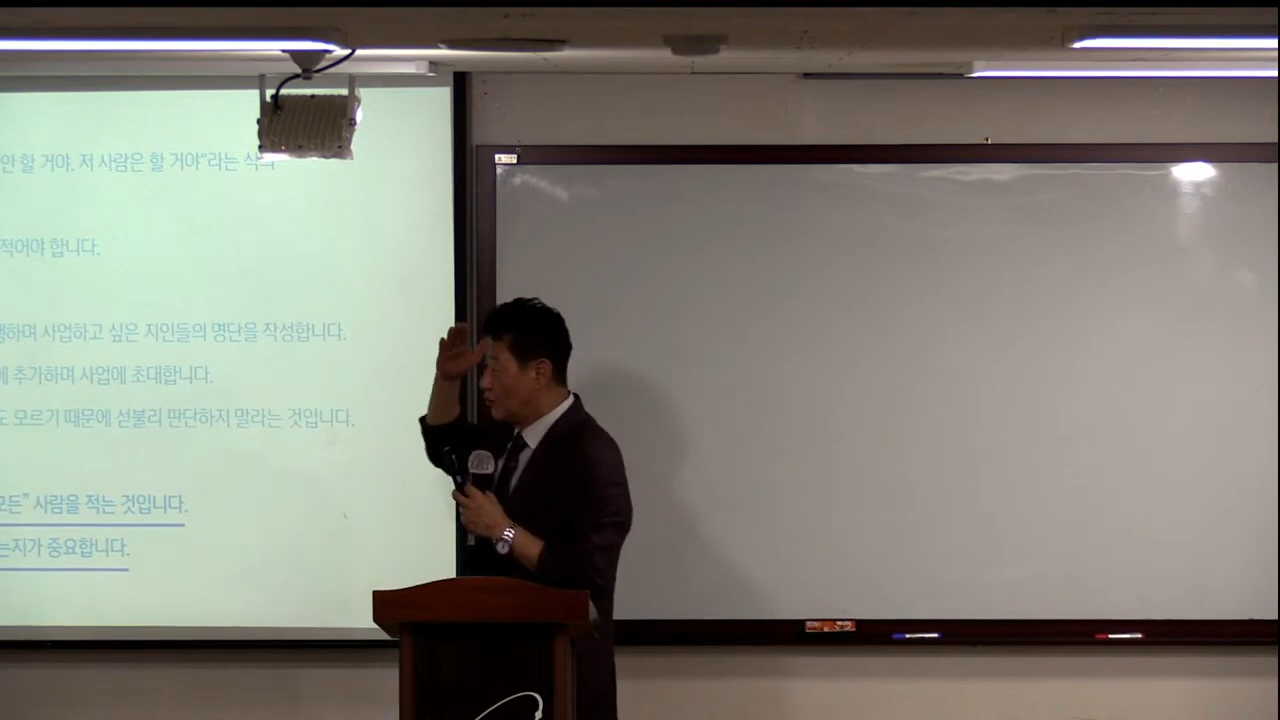 안 할 거야. 저 사람은 할 거야"라는 식의
적어야 합니다.
행하며 사업하고 싶은 지인들의 명단을 작성합니다.
에 추가하며 사업에 초대합니다.
도 모르기 때문에 섣불리 판단하지 말라는 것입니다.
모든" 사람을 적는 것입니다.
는지가 중요합니다.